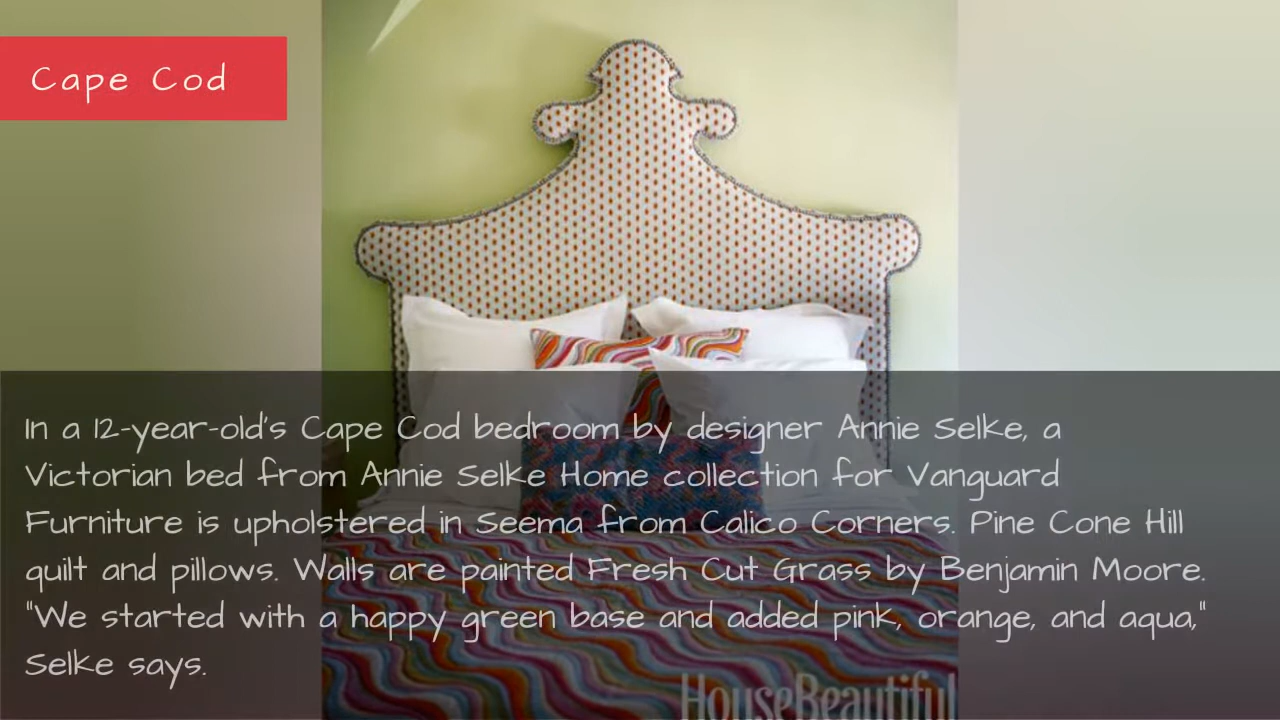 Cape Cod
In a 12-year-old's Cape Cod bedroom by designer Annie Selke, a
Victorian bed from Annie Selke Home collection for Vanguard
Furniture is upholstered in Seema from Calico Corners. Pine Cone Hill
quilt and pillows. Walls are painted Fresh Cut Grass by Benjamin Moore.
"We started with a happy green base and added pink, orange, and aqua,"
Selke says.
HouseBeautiful